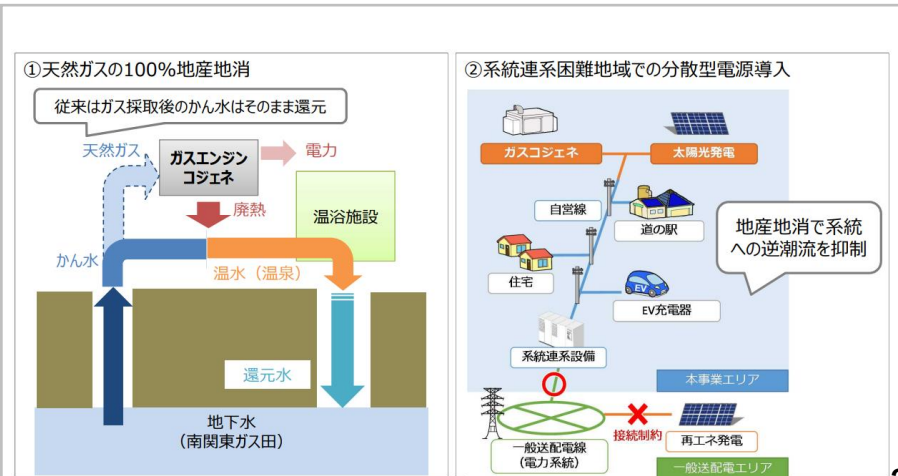 ①天然ガスの100%地産地消
従来はガス採取後のかん水はそのまま還元
天然ガス
ガスエンジン
コジェネ
電力
廃熱
温浴施設
かん水
温水（温泉）
還元水
地下水
（南関東ガス田）
②系統連系困難地域での分散型電源導入
ガスコジェネ
太陽光発電
自営線
道の駅
地産地消で系統
への逆潮流を抑制
住宅
EV
EV充電器
系統連系設備
本事業エリア
接続制約
再エネ発電
一般送配電線
（電力系統）
一般送配電エリア